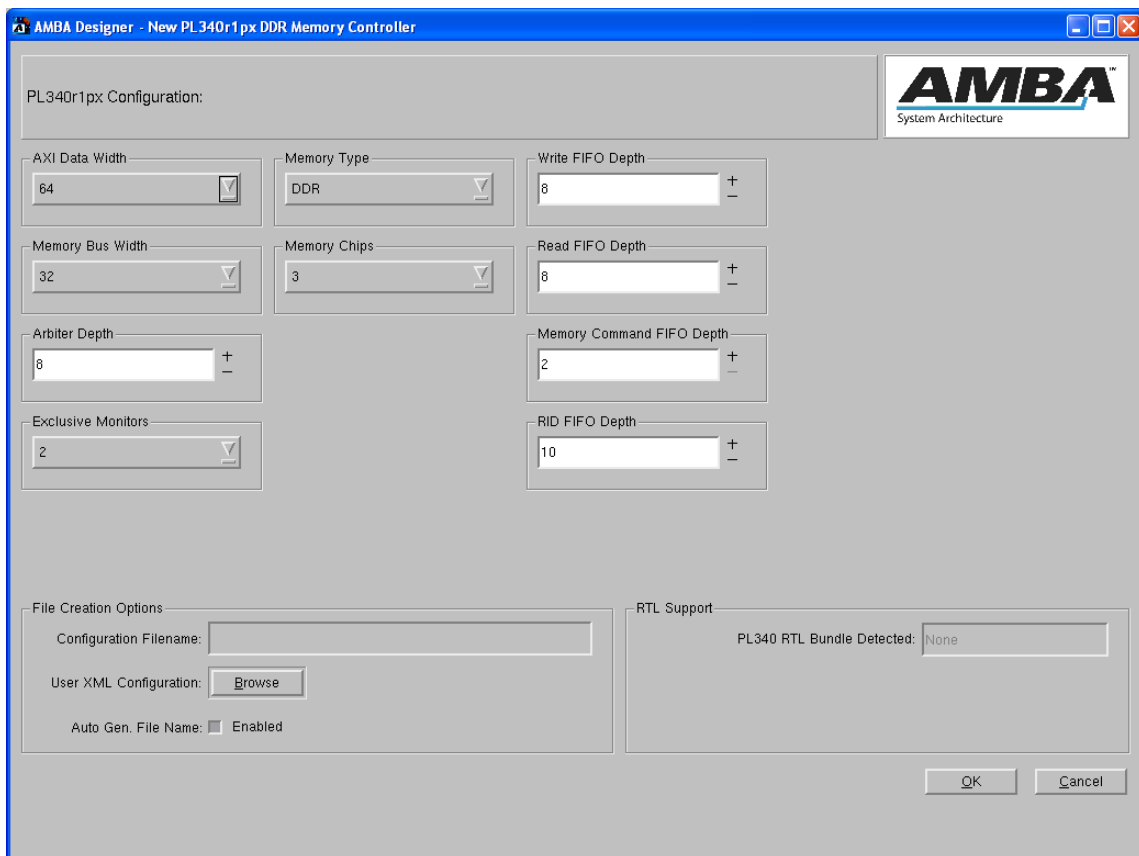 AMBA Designer - New PL340r1px DDR Memory Controller
PL340r1px Configuration:
AMBA™
System Architecture
AXI Data Width
64
Memory Type
DDR
Write FIFO Depth
8
+
−
Memory Bus Width
32
Memory Chips
3
Read FIFO Depth
8
+
−
Arbiter Depth
8
+
−
Memory Command FIFO Depth
2
+
−
Exclusive Monitors
2
RID FIFO Depth
10
+
−
File Creation Options
Configuration Filename:
User XML Configuration: Browse
Auto Gen. File Name: Enabled
RTL Support
PL340 RTL Bundle Detected: None
OK Cancel